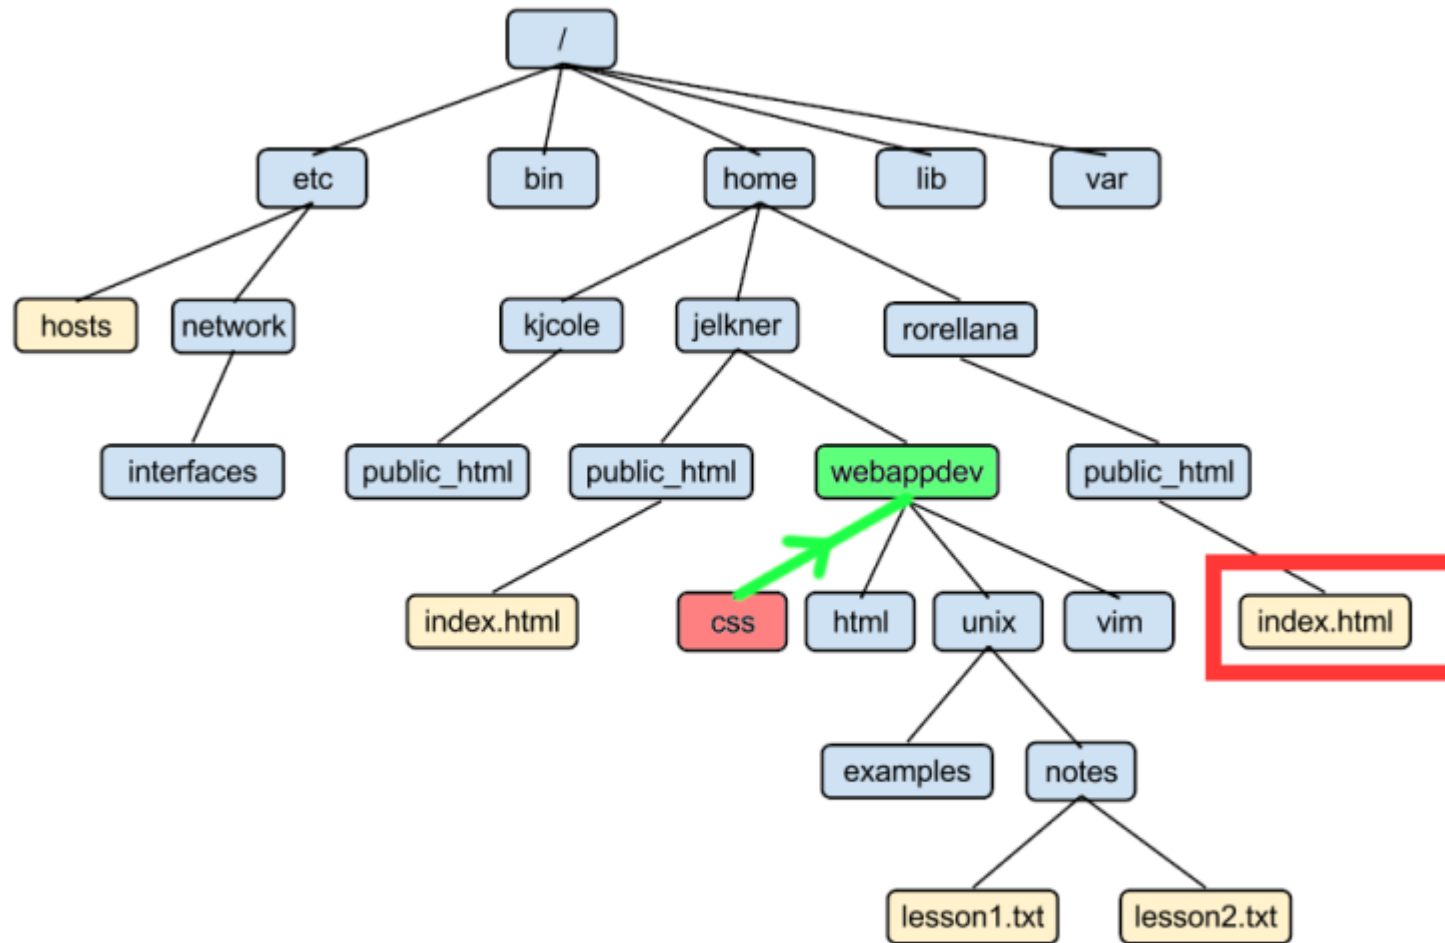 /
etc
bin
home
lib
var
hosts
network
kjcole
jelkner
rorellana
interfaces
public_html
public_html
webappdev
public_html
index.html
css
html
unix
vim
index.html
examples
notes
lesson1.txt
lesson2.txt